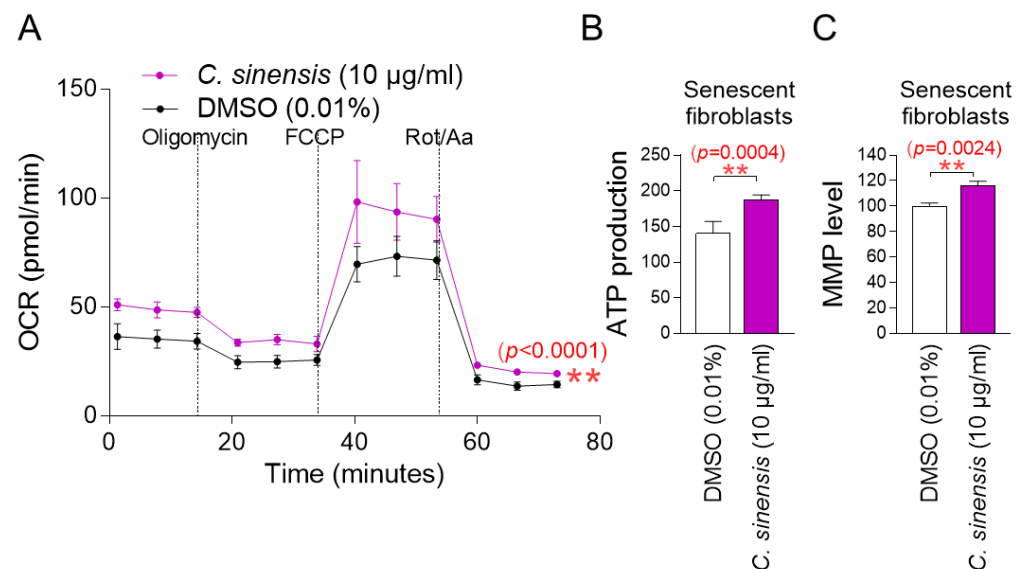 A
C. sinensis (10 µg/ml)
DMSO (0.01%)
Oligomycin
FCCP
Rot/Aa
150
100
50
0
OCR (pmol/min)
(p<0.0001)
**
0
20
40
60
80
Time (minutes)
B
Senescent
fibroblasts
(p=0.0004)
**
250
200
150
100
50
0
ATP production
DMSO (0.01%)
C. sinensis (10 µg/ml)
C
Senescent
fibroblasts
(p=0.0024)
**
140
120
100
80
60
40
20
0
MMP level
DMSO (0.01%)
C. sinensis (10 µg/ml)